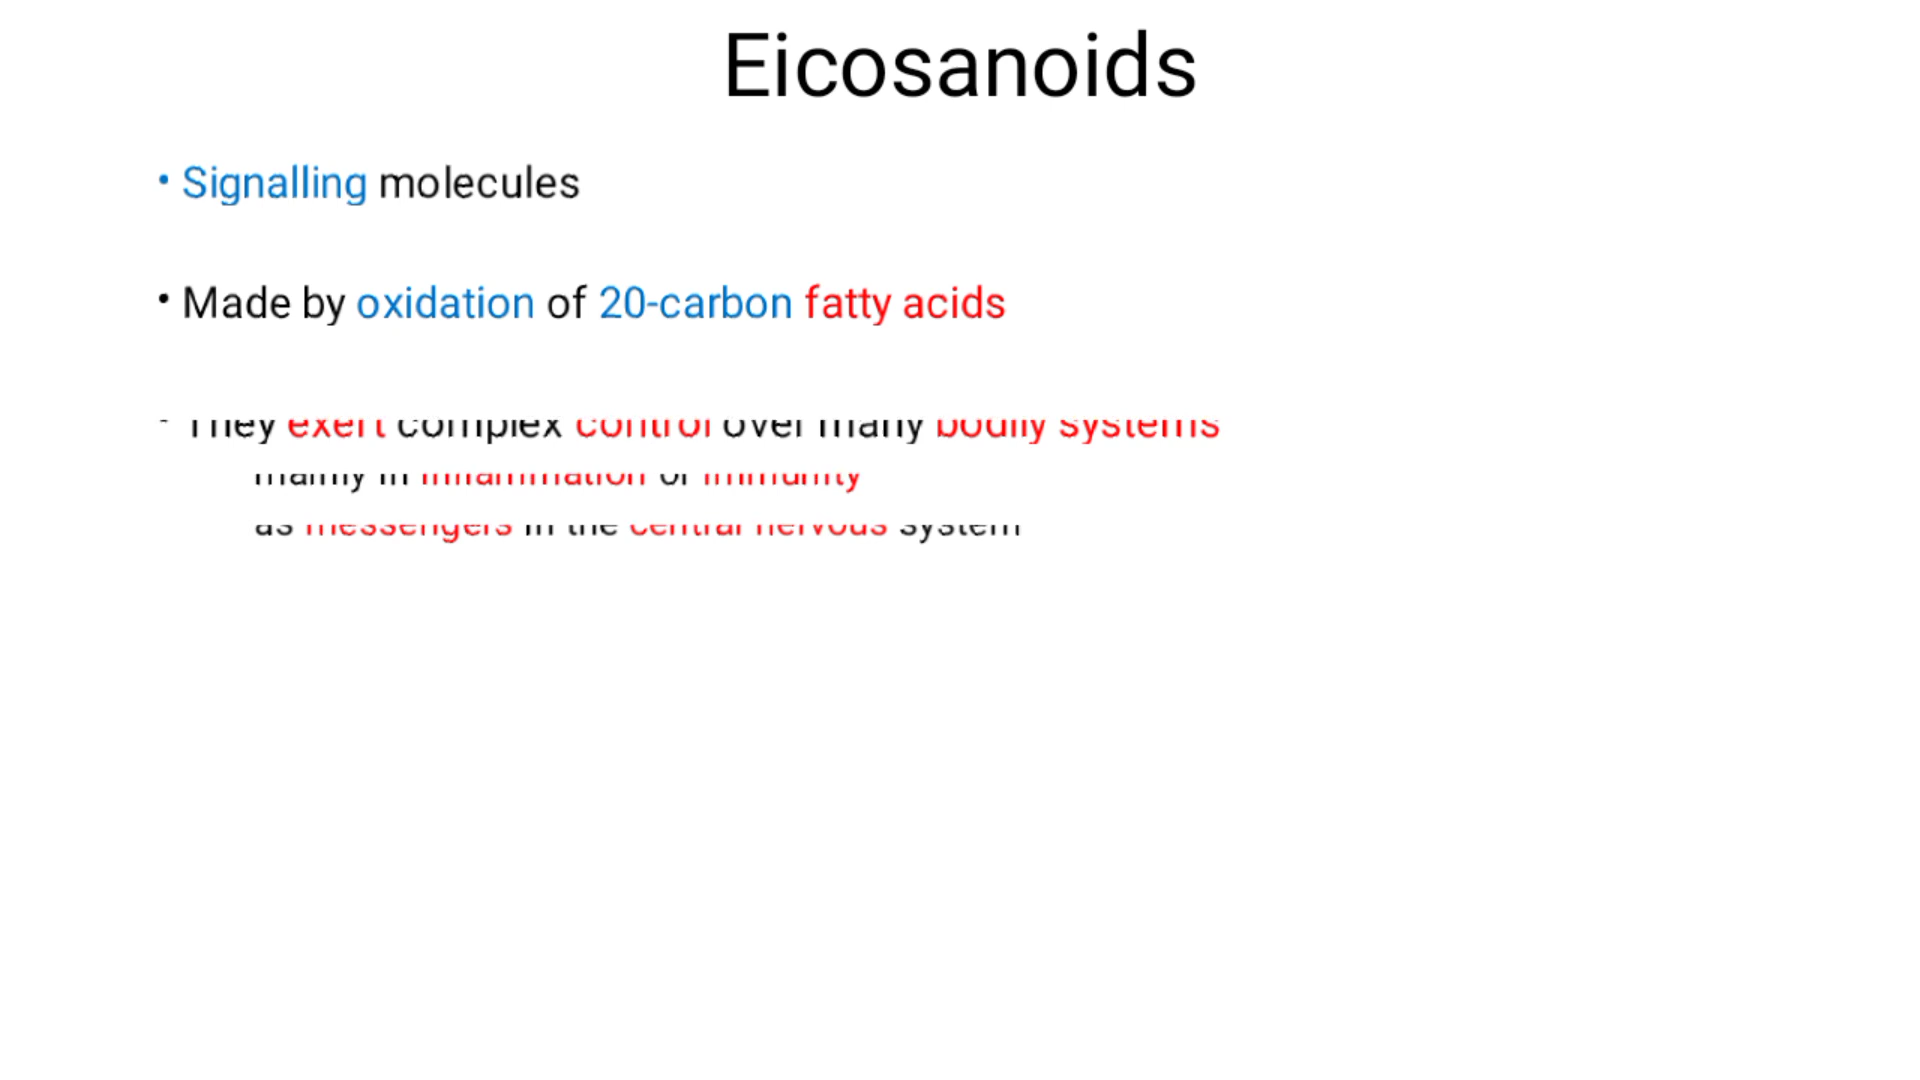 Eicosanoids
• Signalling molecules
• Made by oxidation of 20-carbon fatty acids
• They exert complex control over many bodily systems
mainly in inflammation or immunity
as messengers in the central nervous system